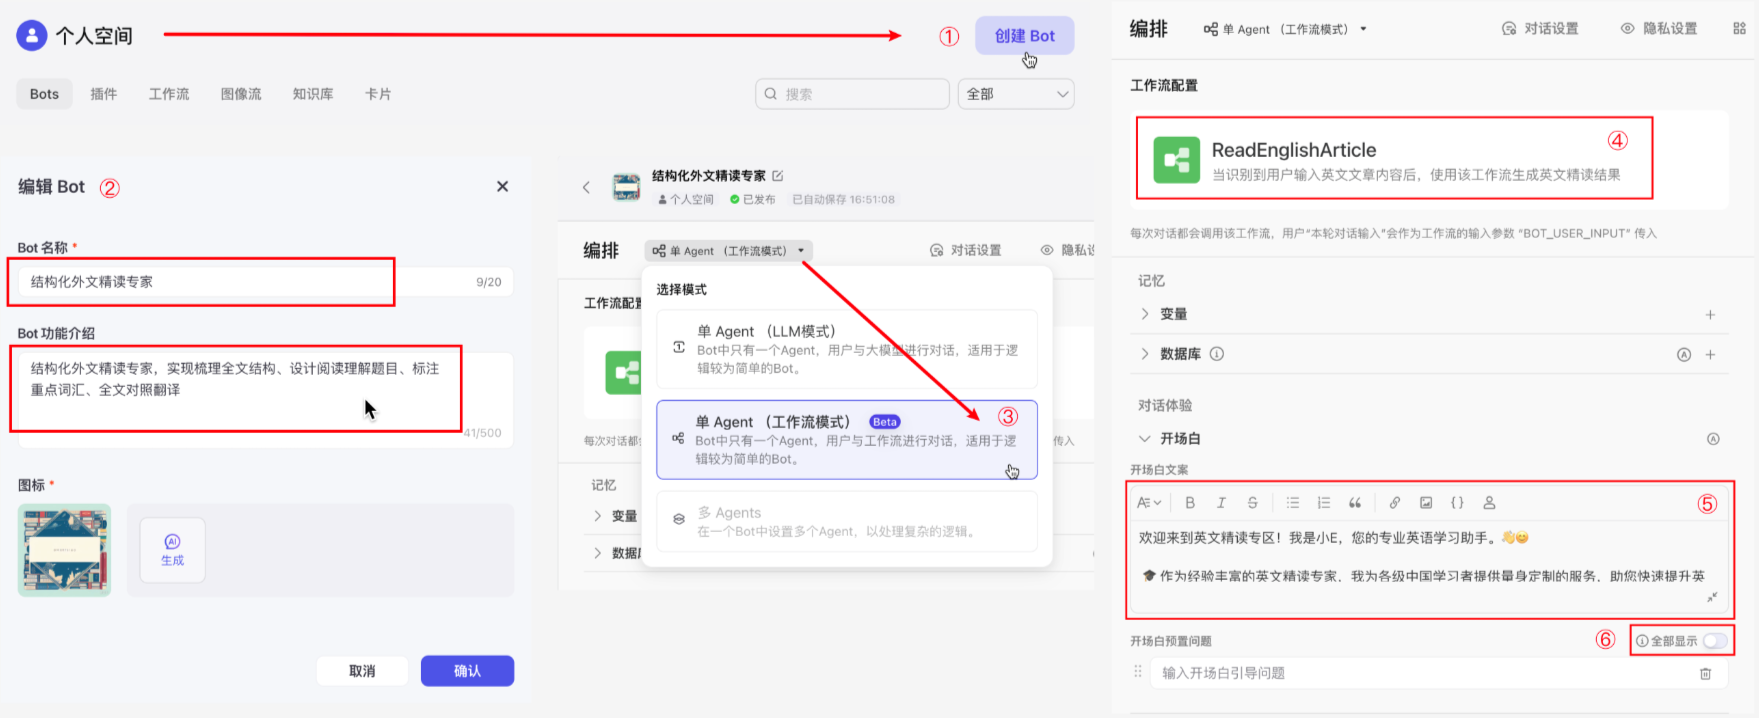 个人空间
①
创建 Bot
Bots
插件
工作流
图像流
知识库
卡片
搜索
全部
编辑 Bot ②
Bot 名称 *
结构化外文精读专家
9/20
Bot 功能介绍
结构化外文精读专家，实现梳理全文结构、设计阅读理解题目、标注
重点词汇、全文对照翻译
41/500
图标 *
AI
生成
取消
确认
结构化外文精读专家
个人空间
已发布
已自动保存 16:51:08
编排
单 Agent （工作流模式）
对话设置
隐私设
工作流配置
选择模式
单 Agent （LLM模式）
Bot中只有一个Agent，用户与大模型进行对话，适用于逻
辑较为简单的Bot。
单 Agent （工作流模式） Beta ③
Bot中只有一个Agent，用户与工作流进行对话，适用于逻
辑较为简单的Bot。
多 Agents
在一个Bot中设置多个Agent，以处理复杂的逻辑。
每次对话都
传入
记忆
变量
数据库
编排
单 Agent （工作流模式）
对话设置
隐私设置
工作流配置
ReadEnglishArticle
④
当识别到用户输入英文文章内容后，使用该工作流生成英文精读结果
每次对话都会调用该工作流，用户“本轮对话输入”会作为工作流的输入参数 “BOT_USER_INPUT” 传入
记忆
变量
数据库
对话体验
开场白
开场白文案
⑤
欢迎来到英文精读专区！我是小E，您的专业英语学习助手。👋😊
🎓 作为经验丰富的英文精读专家，我为各级中国学习者提供量身定制的服务，助您快速提升英
开场白预置问题
⑥
全部显示
输入开场白引导问题